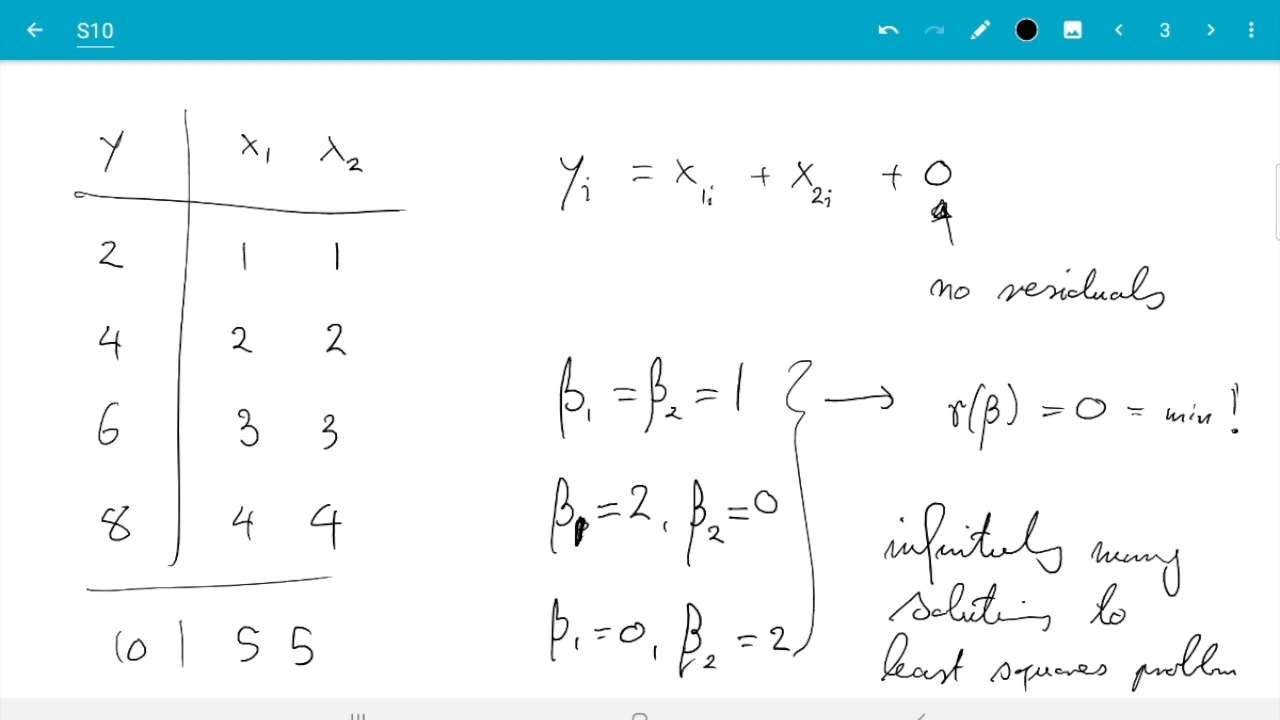 S10
3
y | x₁ x₂
2 | 1 1
4 | 2 2
6 | 3 3
8 | 4 4
10 | 5 5
yᵢ = x₁ᵢ + x₂ᵢ + 0
no residuals
β₁ = β₂ = 1
β₁ = 2, β₂ = 0
β₁ = 0, β₂ = 2
→ r(β) = 0 = min!
infinitely many
solutions to
least squares problem